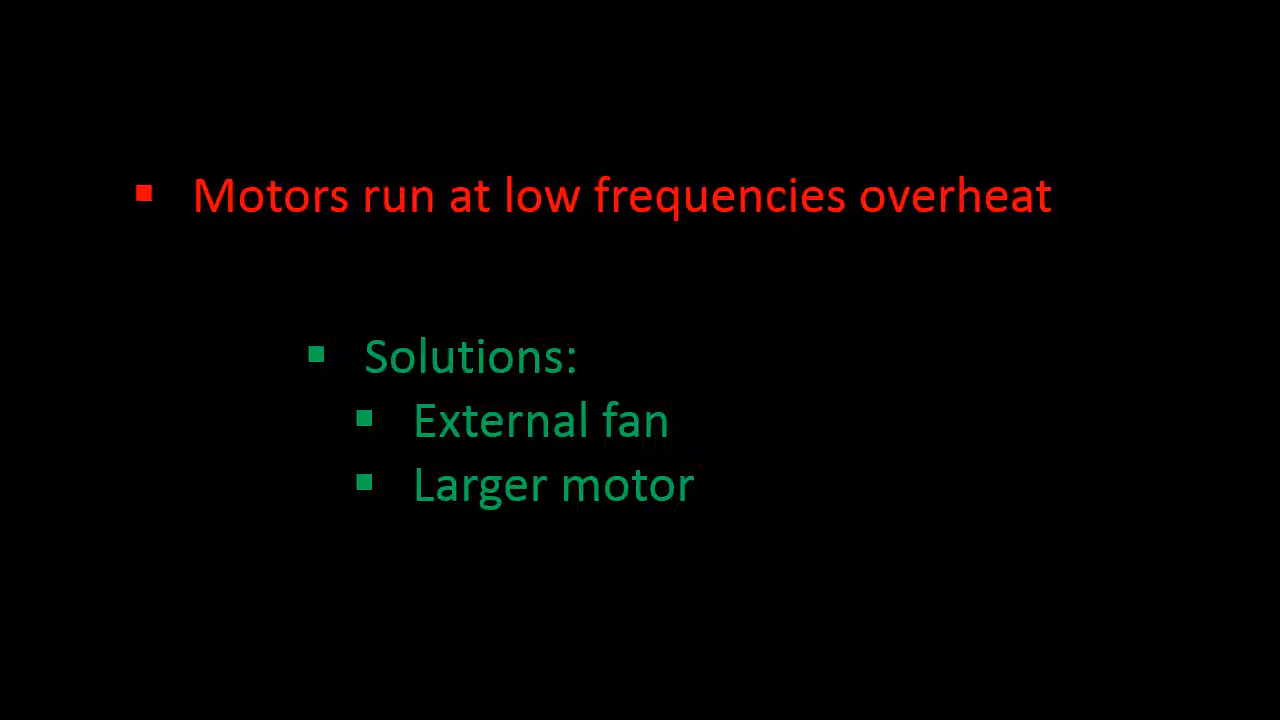 ▪ Motors run at low frequencies overheat
▪ Solutions:
▪ External fan
▪ Larger motor